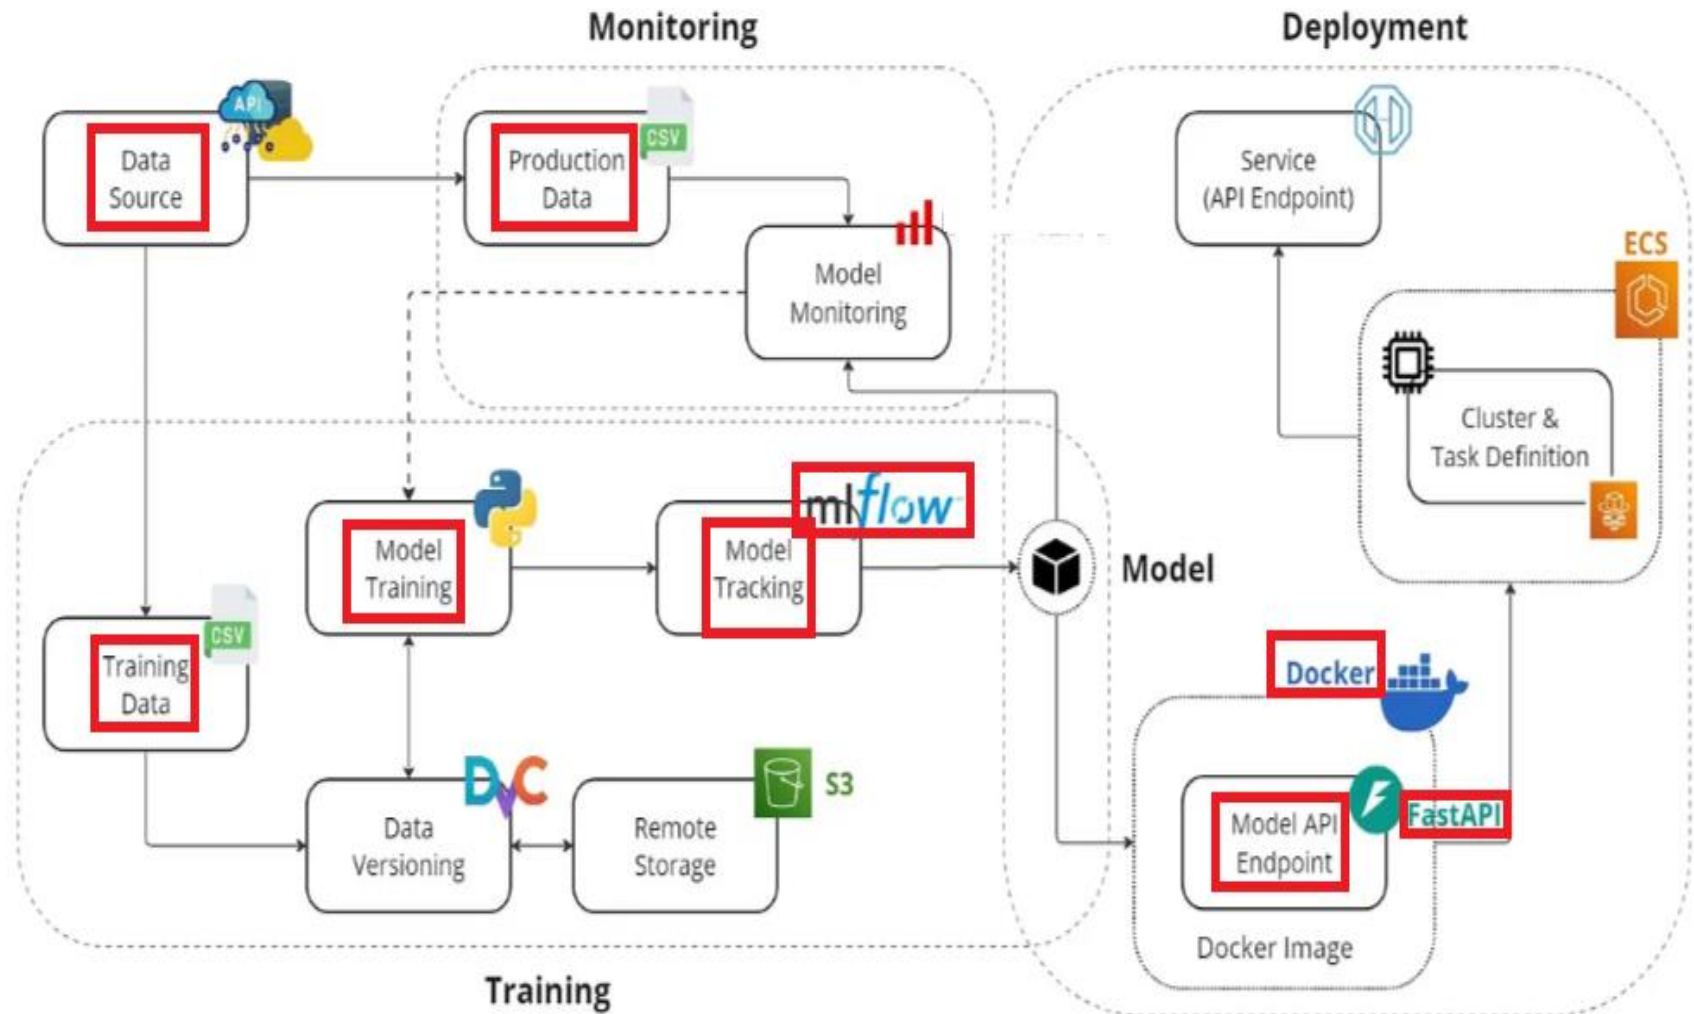 Monitoring
Deployment
API
Data
Source
CSV
Production
Data
Model
Monitoring
Service
(API Endpoint)
ECS
Cluster &
Task Definition
mlflow
Model
Training
Model
Tracking
Model
CSV
Training
Data
Docker
DVC
Data
Versioning
S3
Remote
Storage
FastAPI
Model API
Endpoint
Docker Image
Training